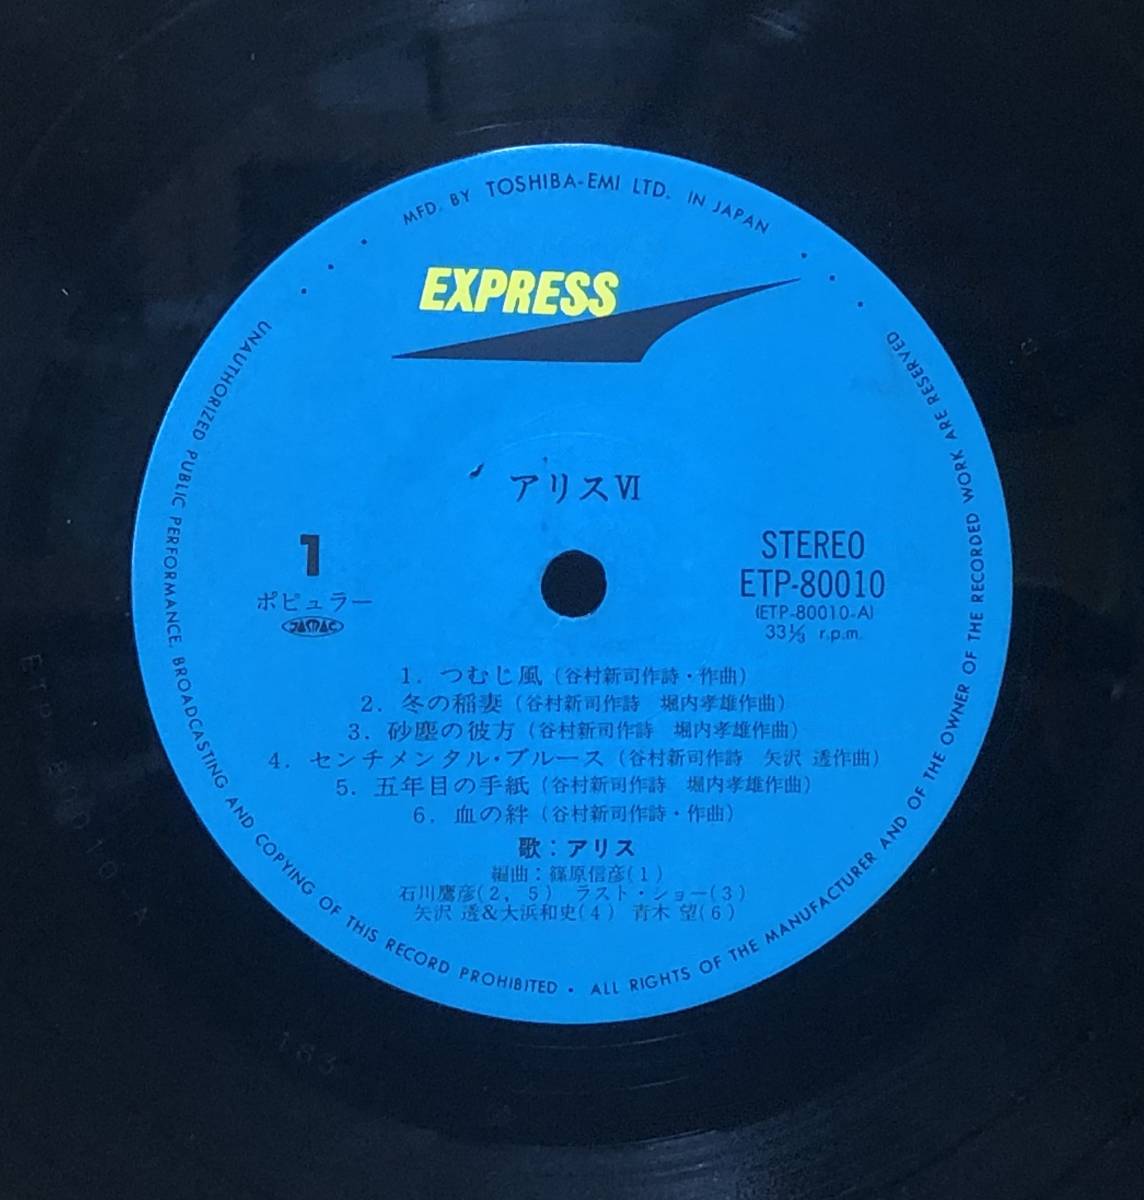 MFD. BY TOSHIBA-EMI LTD. IN JAPAN
EXPRESS
アリスⅥ
1
ポピュラー
JASRAC
STEREO
ETP-80010
(ETP-80010-A)
33⅓ r.p.m.
1. つむじ風 (谷村新司作詩・作曲)
2. 冬の稲妻 (谷村新司作詩 堀内孝雄作曲)
3. 砂塵の彼方 (谷村新司作詩 堀内孝雄作曲)
4. センチメンタル・ブルース (谷村新司作詩 矢沢 透作曲)
5. 五年目の手紙 (谷村新司作詩 堀内孝雄作曲)
6. 血の絆 (谷村新司作詩・作曲)
歌：アリス
編曲：篠原信彦(1)
石川鷹彦(2, 5) ラスト・ショー(3)
矢沢 透&大浜和史(4) 青木 望(6)
UNAUTHORIZED PUBLIC PERFORMANCE, BROADCASTING AND COPYING OF THIS RECORD PROHIBITED • ALL RIGHTS OF THE MANUFACTURER AND OF THE OWNER OF THE RECORDED WORK ARE RESERVED
ETP-80010-A